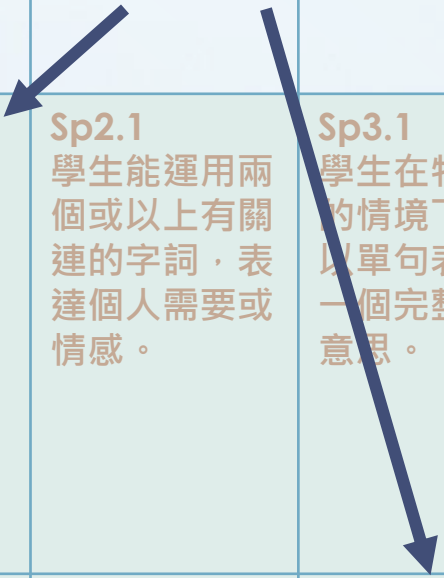 Sp2.1
學生能運用兩
個或以上有關
連的字詞，表
達個人需要或
情感。
Sp3.1
學生在
的情境
以單句
一個完
意思。